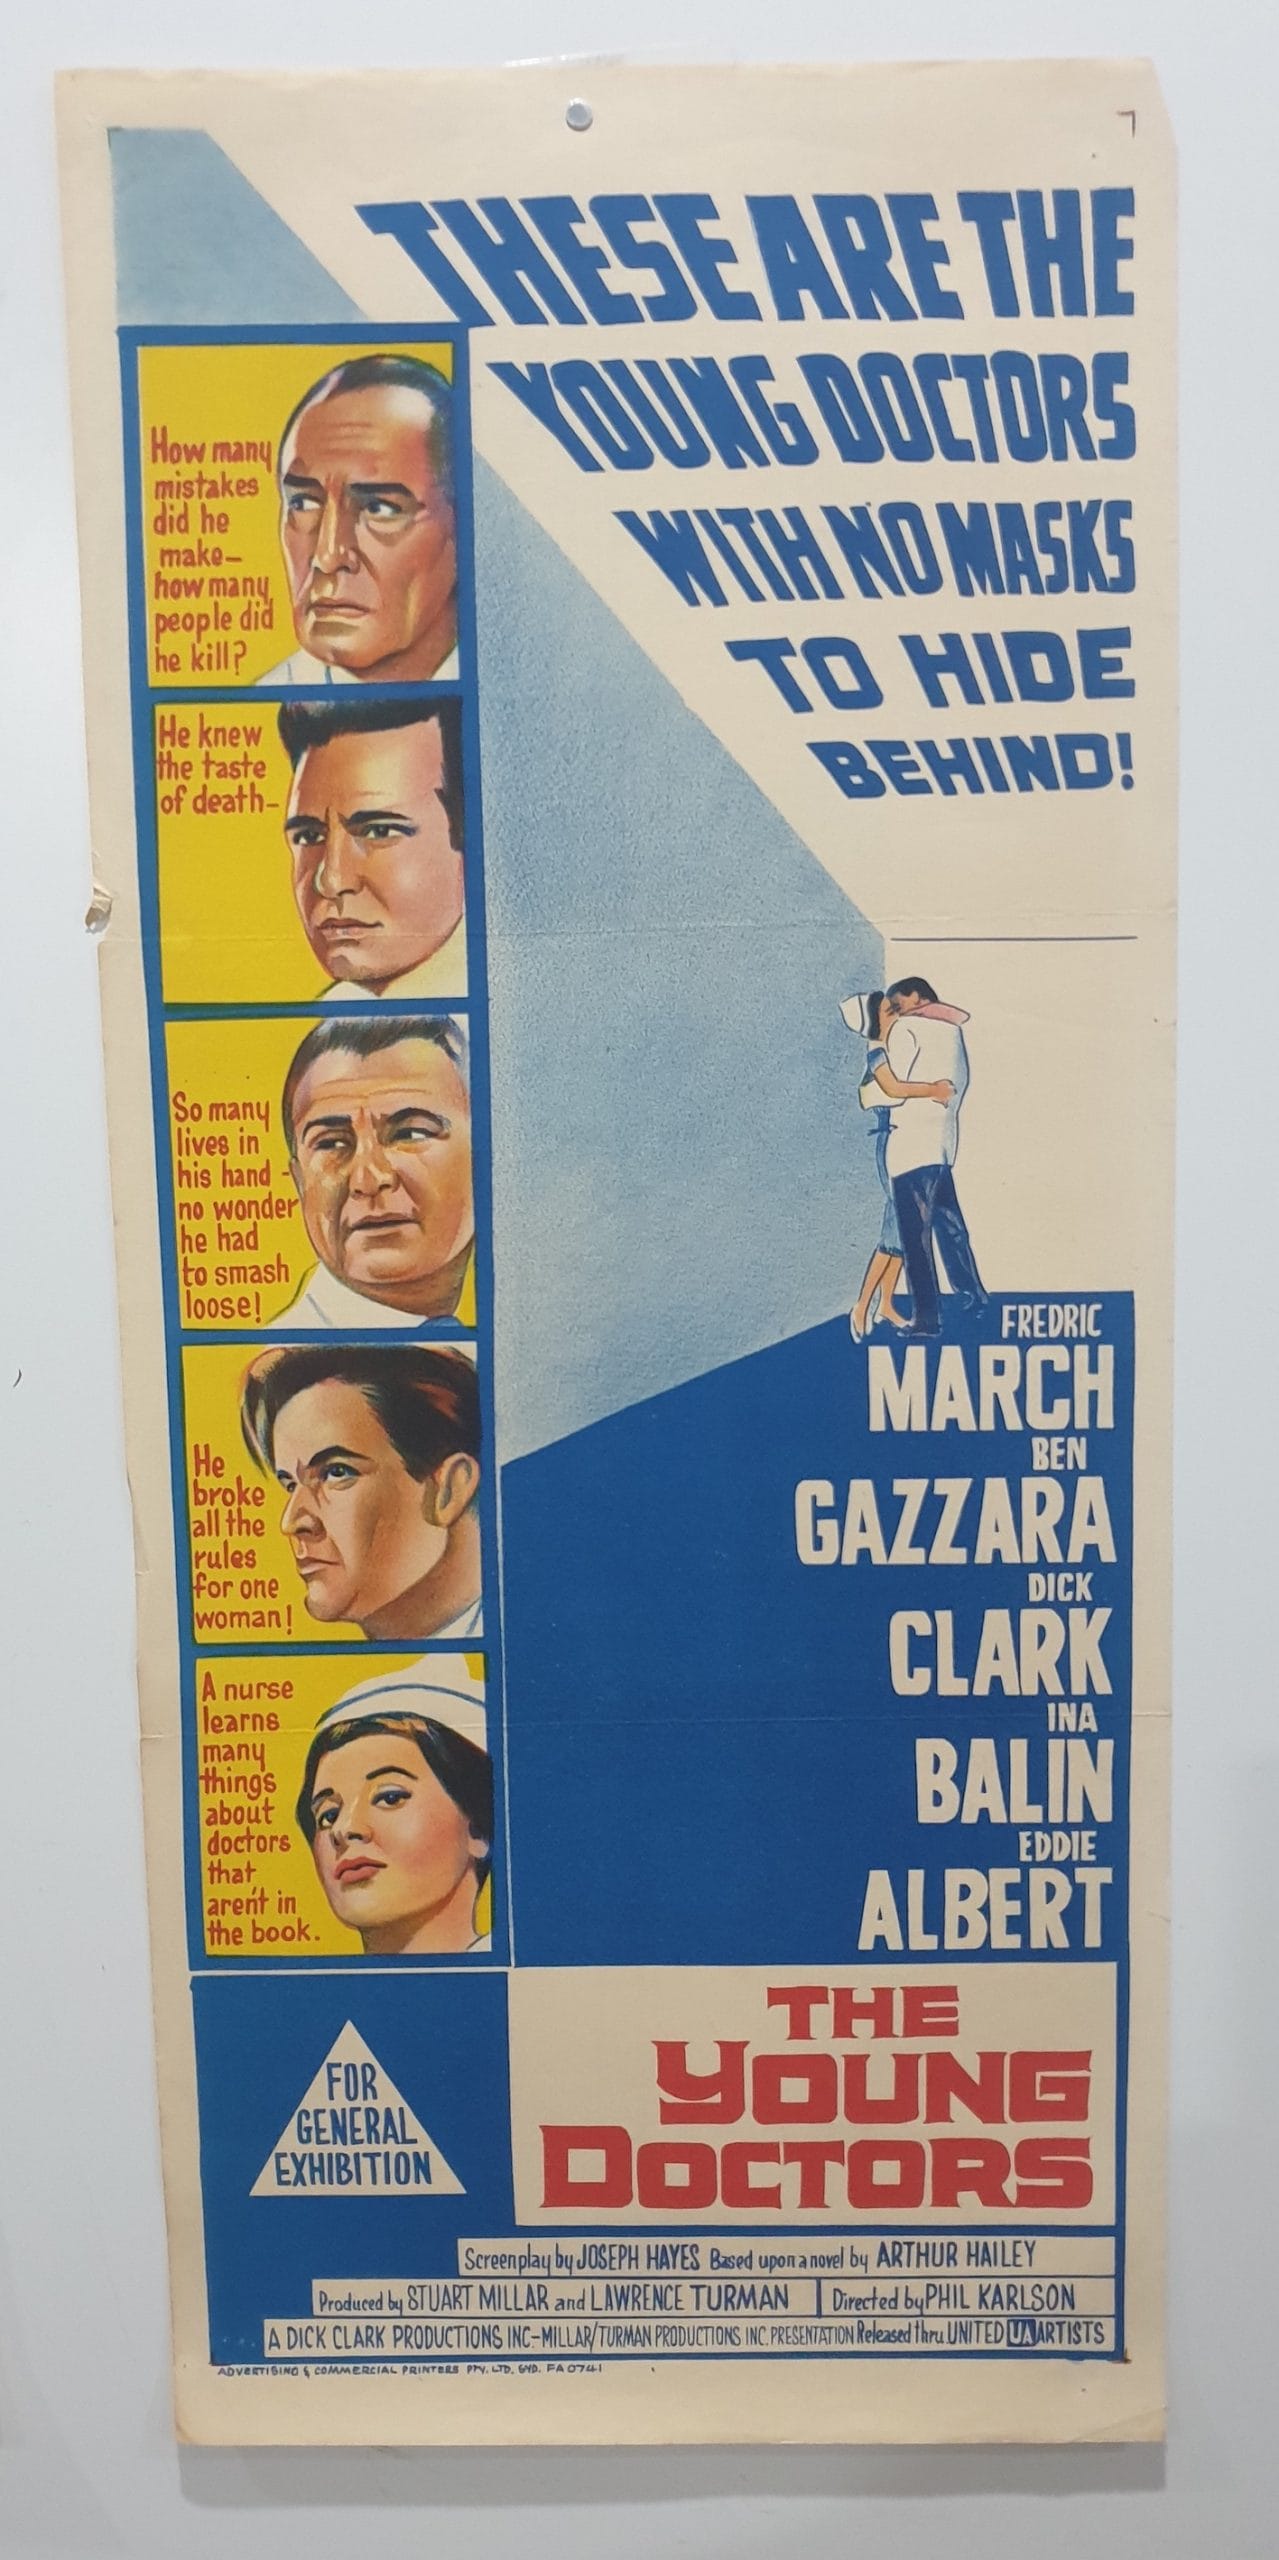 THESE ARE THE
YOUNG DOCTORS
WITH NO MASKS
TO HIDE
BEHIND!
How many
mistakes
did he
make–
how many
people did
he kill?
He knew
the taste
of death–
So many
lives in
his hand -
no wonder
he had
to smash
loose!
He
broke
all the
rules
for one
woman!
A nurse
learns
many
things
about
doctors
that
aren't in
the book.
FREDRIC
MARCH
BEN
GAZZARA
DICK
CLARK
INA
BALIN
EDDIE
ALBERT
FOR
GENERAL
EXHIBITION
THE
YOUNG
DOCTORS
Screenplay by JOSEPH HAYES Based upon a novel by ARTHUR HAILEY
Produced by STUART MILLAR and LAWRENCE TURMAN Directed by PHIL KARLSON
A DICK CLARK PRODUCTIONS INC-MILLAR/TURMAN PRODUCTIONS INC. PRESENTATION Released thru UNITED UA ARTISTS
ADVERTISING & COMMERCIAL PRINTERS PTY. LTD. SYD. FA0741